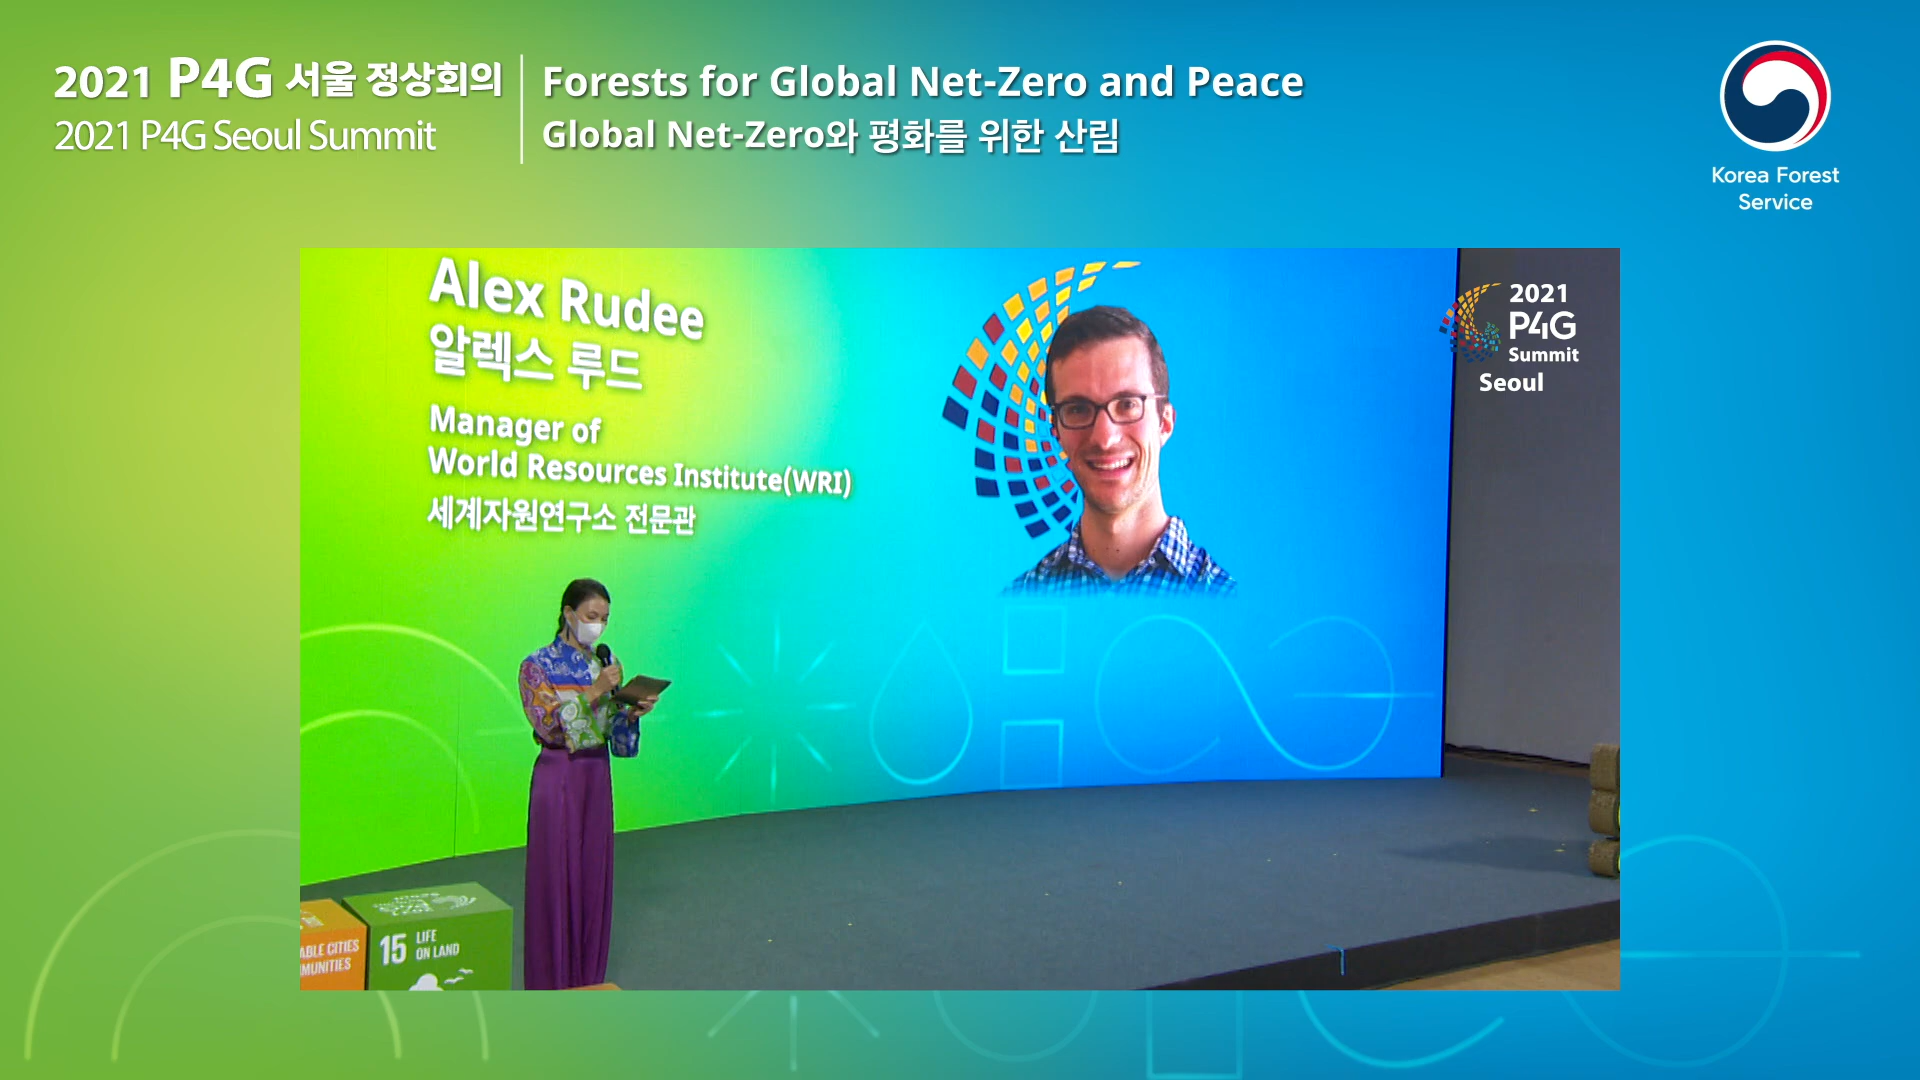 2021 P4G 서울 정상회의
2021 P4G Seoul Summit
Forests for Global Net-Zero and Peace
Global Net-Zero와 평화를 위한 산림
Korea Forest
Service
Alex Rudee
알렉스 루드
Manager of
World Resources Institute(WRI)
세계자원연구소 전문관
2021
P4G
Summit
Seoul
ABLE CITIES
MUNITIES
15 LIFE
ON LAND